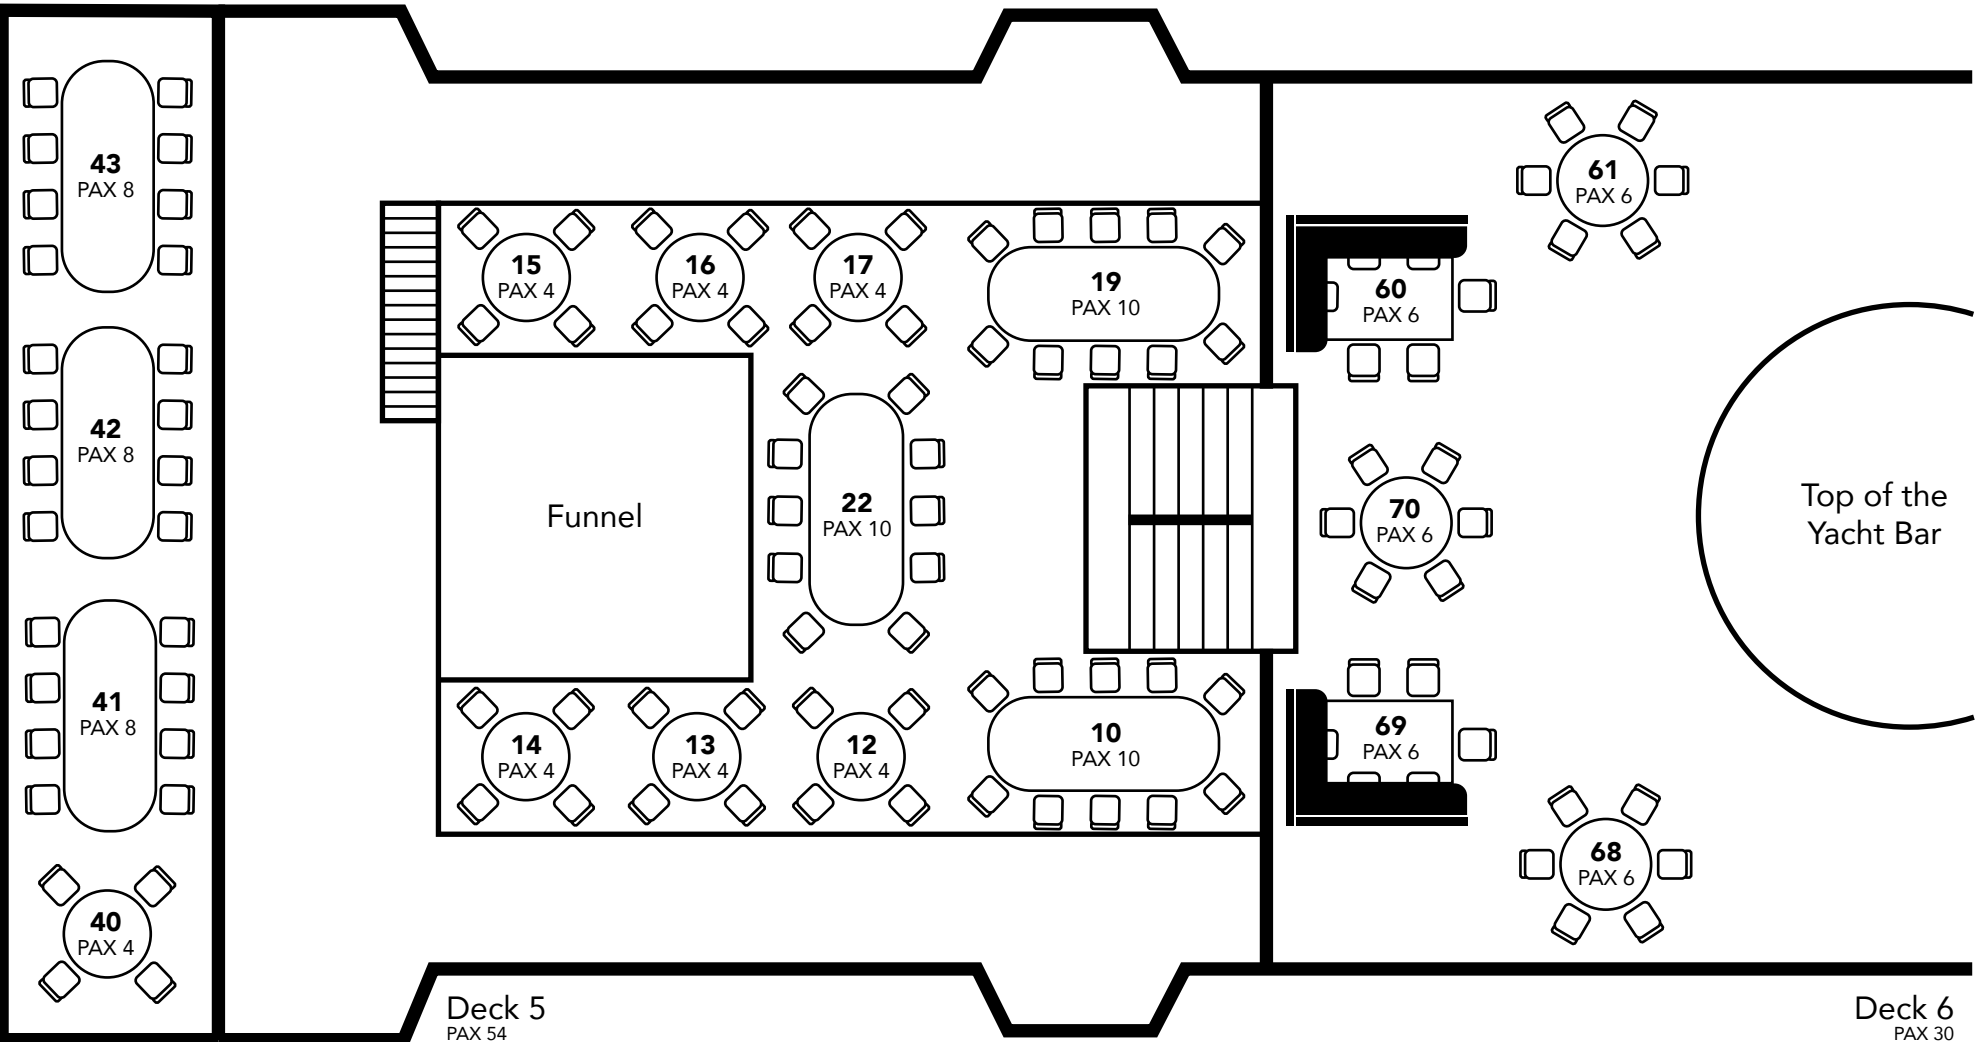 43
PAX 8
42
PAX 8
41
PAX 8
40
PAX 4
15
PAX 4
16
PAX 4
17
PAX 4
19
PAX 10
Funnel
22
PAX 10
14
PAX 4
13
PAX 4
12
PAX 4
10
PAX 10
Deck 5
PAX 54
61
PAX 6
60
PAX 6
70
PAX 6
69
PAX 6
68
PAX 6
Top of the
Yacht Bar
Deck 6
PAX 30